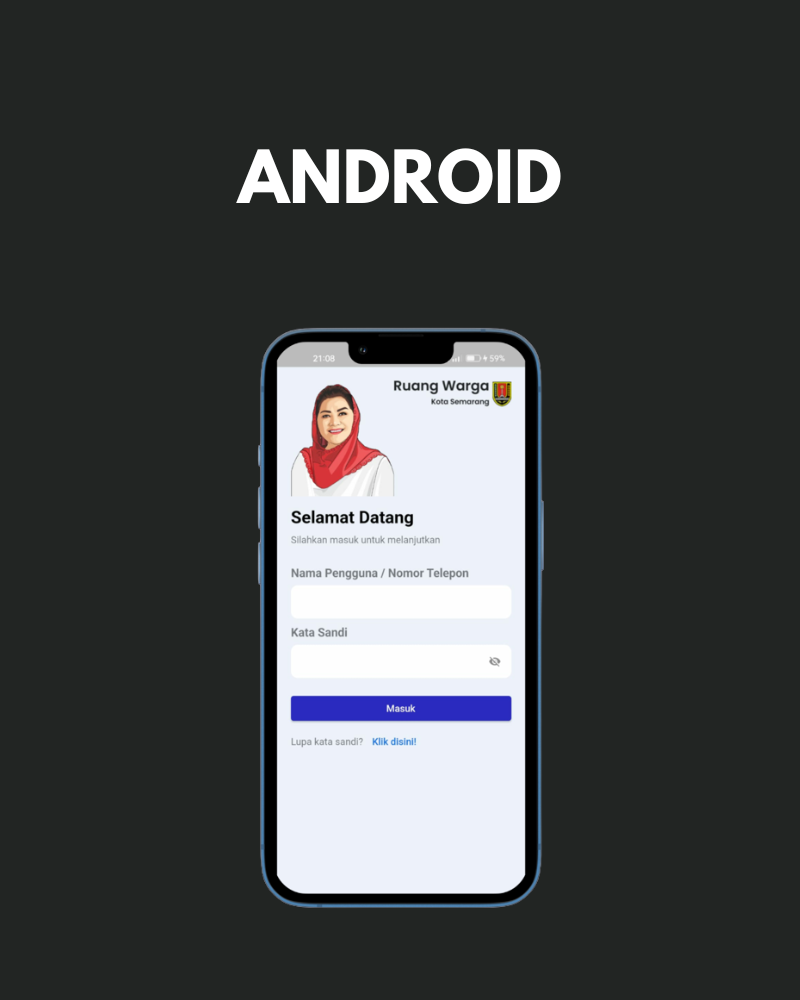 ANDROID
21:08
59%
Ruang Warga
Kota Semarang
Selamat Datang
Silahkan masuk untuk melanjutkan
Nama Pengguna / Nomor Telepon
Kata Sandi
Masuk
Lupa kata sandi? Klik disini!